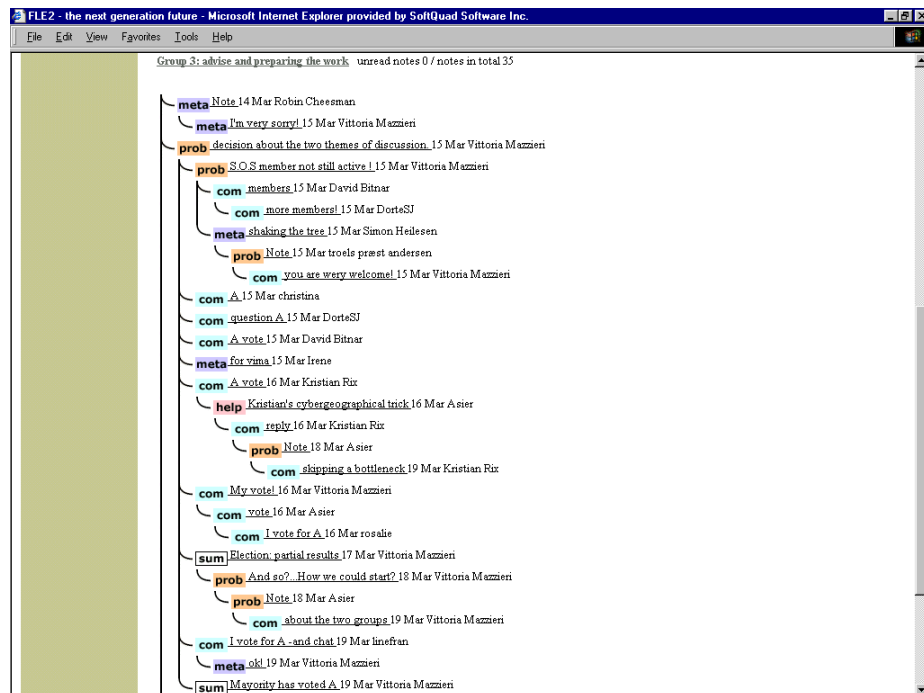 FLE2 - the next generation future - Microsoft Internet Explorer provided by SoftQuad Software Inc.
File Edit View Favorites Tools Help
Group 3: advise and preparing the work unread notes 0 / notes in total 35
meta Note 14 Mar Robin Cheesman
meta I'm very sorry! 15 Mar Vittoria Mazzieri
prob decision about the two themes of discussion. 15 Mar Vittoria Mazzieri
prob S.O.S member not still active ! 15 Mar Vittoria Mazzieri
com members 15 Mar David Bitnar
com more members! 15 Mar DorteSJ
meta shaking the tree 15 Mar Simon Heilesen
prob Note 15 Mar troels præst andersen
com you are wery welcome! 15 Mar Vittoria Mazzieri
com A 15 Mar christina
com question A 15 Mar DorteSJ
com A vote 15 Mar David Bitnar
meta for vima 15 Mar Irene
com A vote 16 Mar Kristian Rix
help Kristian's cybergeographical trick 16 Mar Asier
com reply 16 Mar Kristian Rix
prob Note 18 Mar Asier
com skipping a bottleneck 19 Mar Kristian Rix
com My vote! 16 Mar Vittoria Mazzieri
com vote 16 Mar Asier
com I vote for A 16 Mar rosalie
sum Election: partial results 17 Mar Vittoria Mazzieri
prob And so?...How we could start? 18 Mar Vittoria Mazzieri
prob Note 18 Mar Asier
com about the two groups 19 Mar Vittoria Mazzieri
com I vote for A -and chat 19 Mar linefran
meta ok! 19 Mar Vittoria Mazzieri
sum Mayority has voted A 19 Mar Vittoria Mazzieri